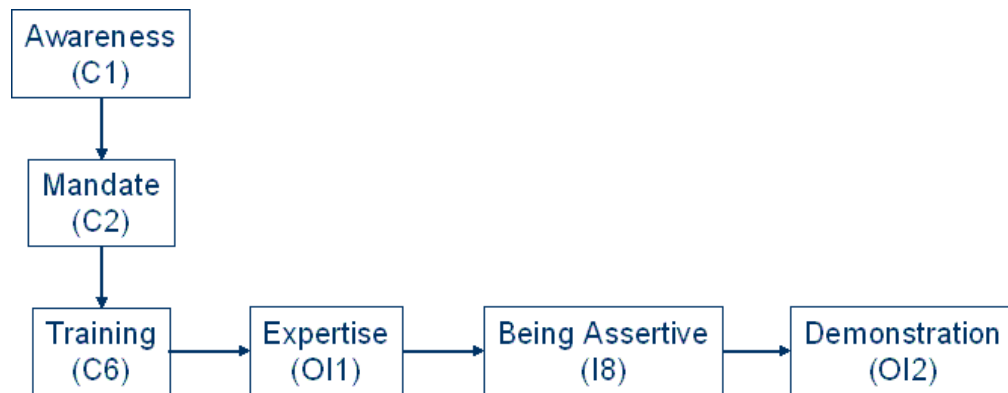 Awareness
(C1)
Mandate
(C2)
Training
(C6)
Expertise
(OI1)
Being Assertive
(I8)
Demonstration
(OI2)